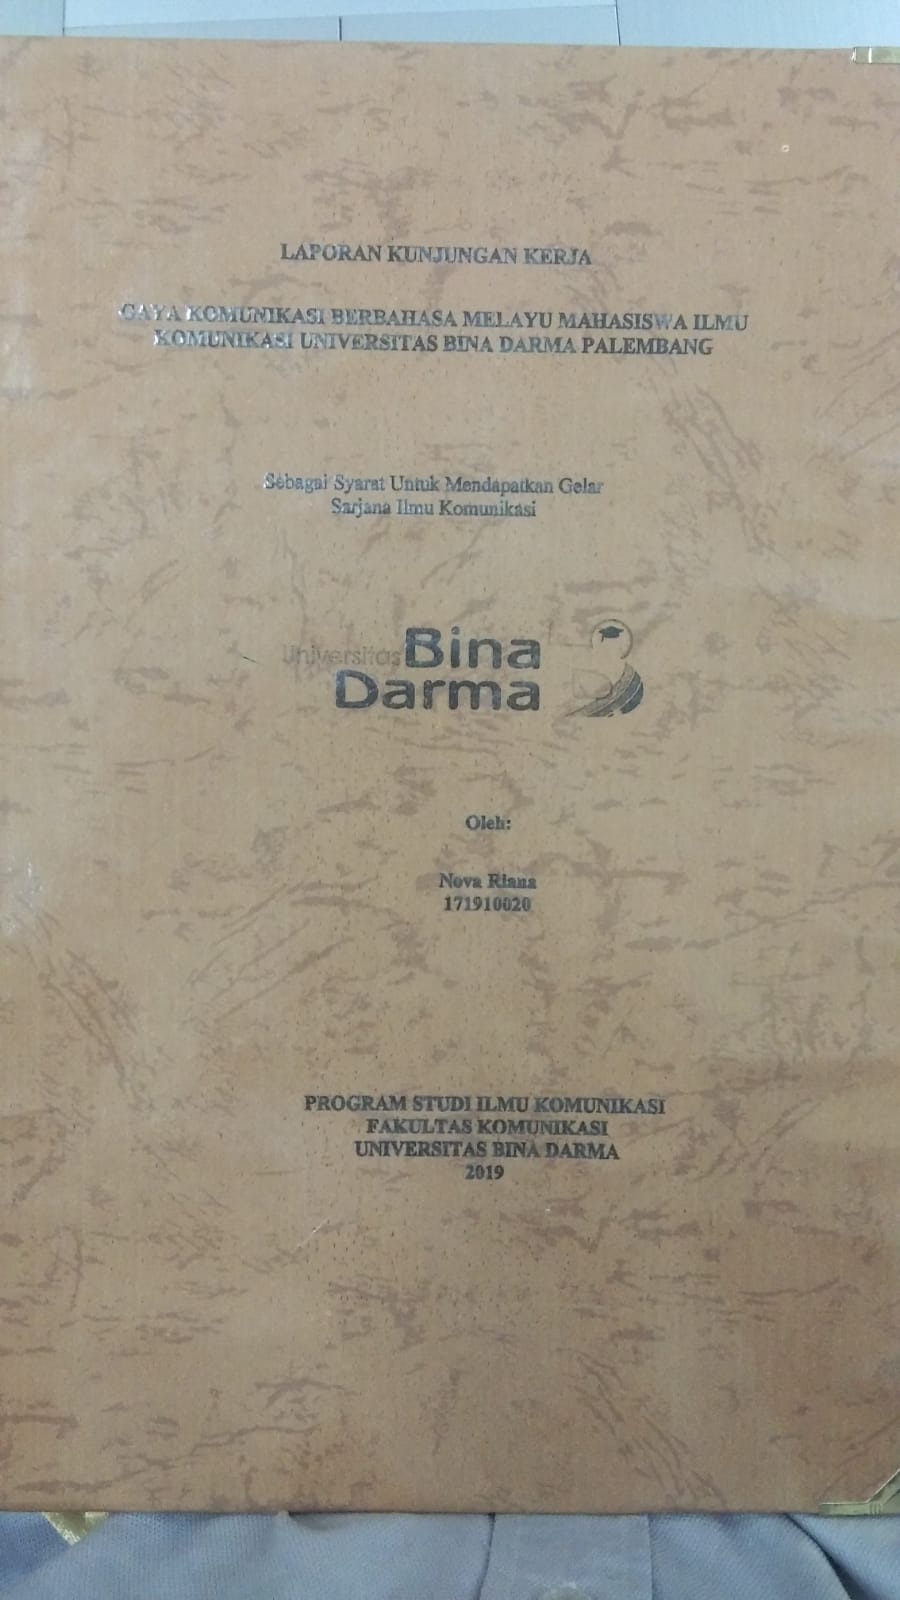 LAPORAN KUNJUNGAN KERJA
GAYA KOMUNIKASI BERBAHASA MELAYU MAHASISWA ILMU
KOMUNIKASI UNIVERSITAS BINA DARMA PALEMBANG
Sebagai Syarat Untuk Mendapatkan Gelar
Sarjana Ilmu Komunikasi
Universitas Bina
Darma
Oleh:
Nova Riana
171910020
PROGRAM STUDI ILMU KOMUNIKASI
FAKULTAS KOMUNIKASI
UNIVERSITAS BINA DARMA
2019